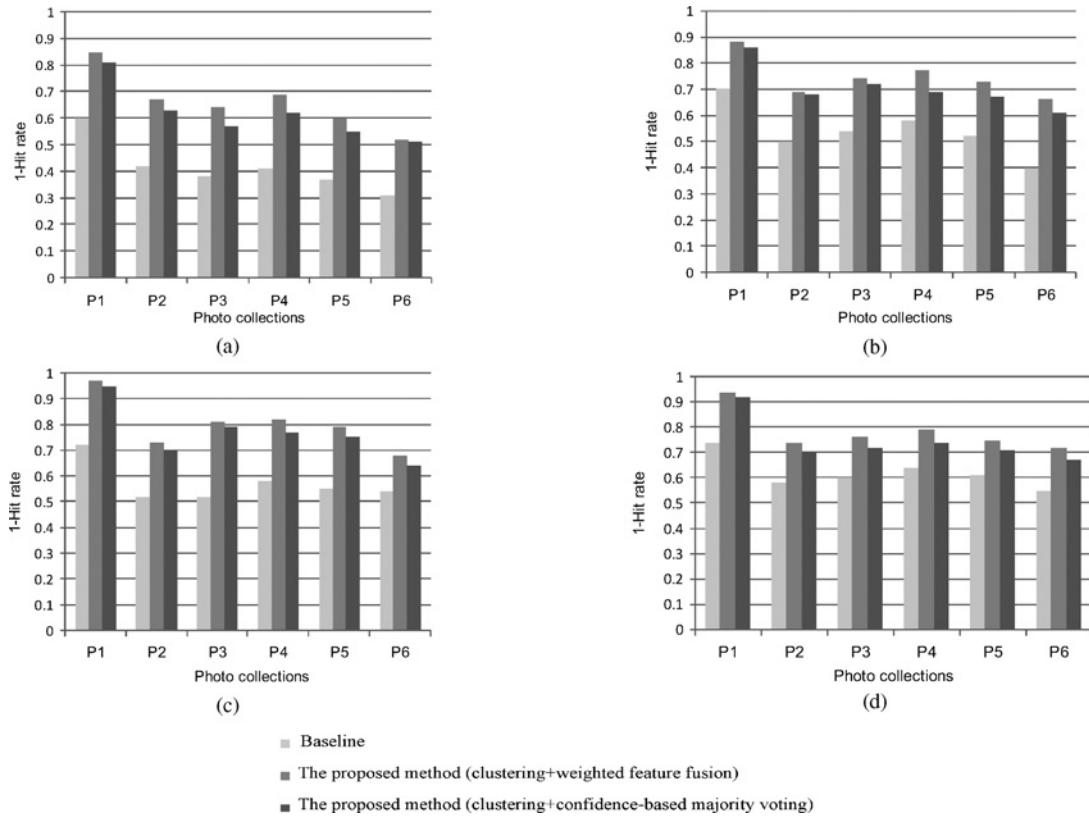 1
0.9
0.8
0.7
0.6
0.5
0.4
0.3
0.2
0.1
0
1-Hit rate
P1 P2 P3 P4 P5 P6
Photo collections
(a)
1
0.9
0.8
0.7
0.6
0.5
0.4
0.3
0.2
0.1
0
1-Hit rate
P1 P2 P3 P4 P5 P6
Photo collections
(b)
1
0.9
0.8
0.7
0.6
0.5
0.4
0.3
0.2
0.1
0
1-Hit rate
P1 P2 P3 P4 P5 P6
Photo collections
(c)
1
0.9
0.8
0.7
0.6
0.5
0.4
0.3
0.2
0.1
0
1-Hit rate
P1 P2 P3 P4 P5 P6
Photo collections
(d)
Baseline
The proposed method (clustering+weighted feature fusion)
The proposed method (clustering+confidence-based majority voting)